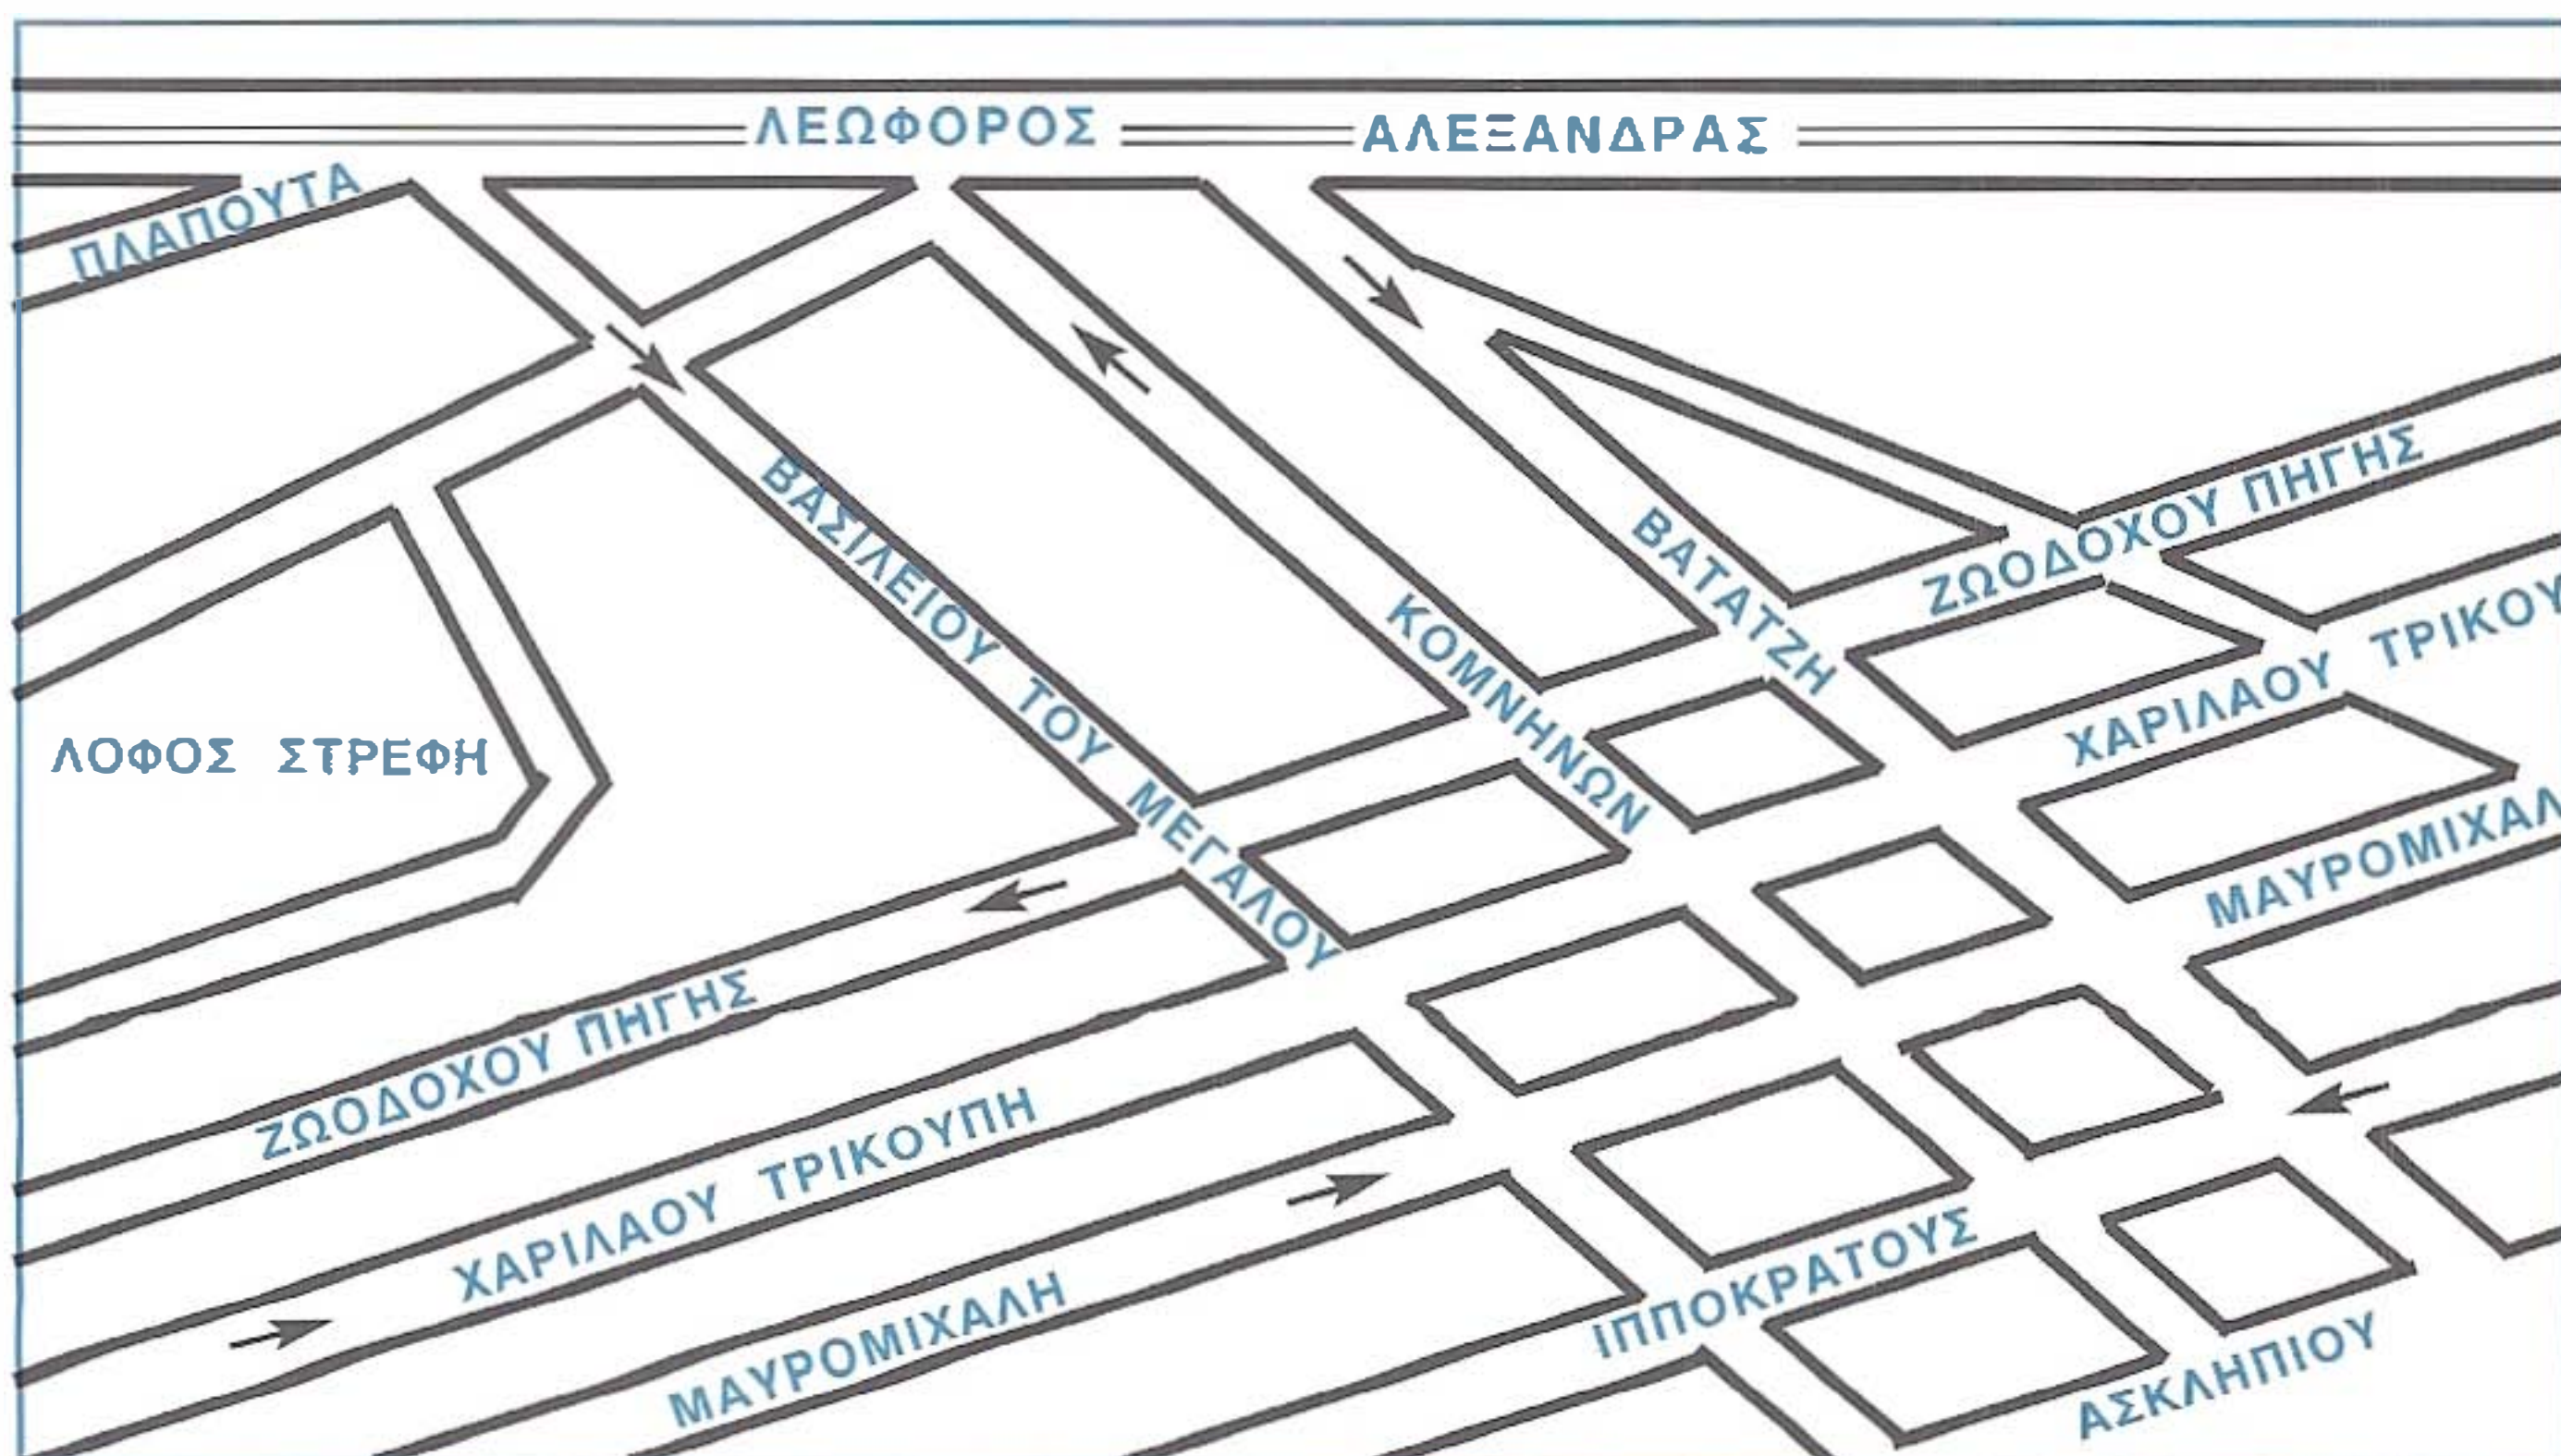 ΛΕΩΦΟΡΟΣ ΑΛΕΞΑΝΔΡΑΣ
ΠΛΑΠΟΥΤΑ
ΒΑΣΙΛΕΙΟΥ ΤΟΥ ΜΕΓΑΛΟΥ
ΚΟΜΝΗΝΩΝ
ΒΑΤΑΤΖΗ
ΖΩΟΔΟΧΟΥ ΠΗΓΗΣ
ΧΑΡΙΛΑΟΥ ΤΡΙΚΟΥ
ΜΑΥΡΟΜΙΧΑΛ
ΛΟΦΟΣ ΣΤΡΕΦΗ
ΖΩΟΔΟΧΟΥ ΠΗΓΗΣ
ΧΑΡΙΛΑΟΥ ΤΡΙΚΟΥΠΗ
ΜΑΥΡΟΜΙΧΑΛΗ
ΙΠΠΟΚΡΑΤΟΥΣ
ΑΣΚΛΗΠΙΟΥ